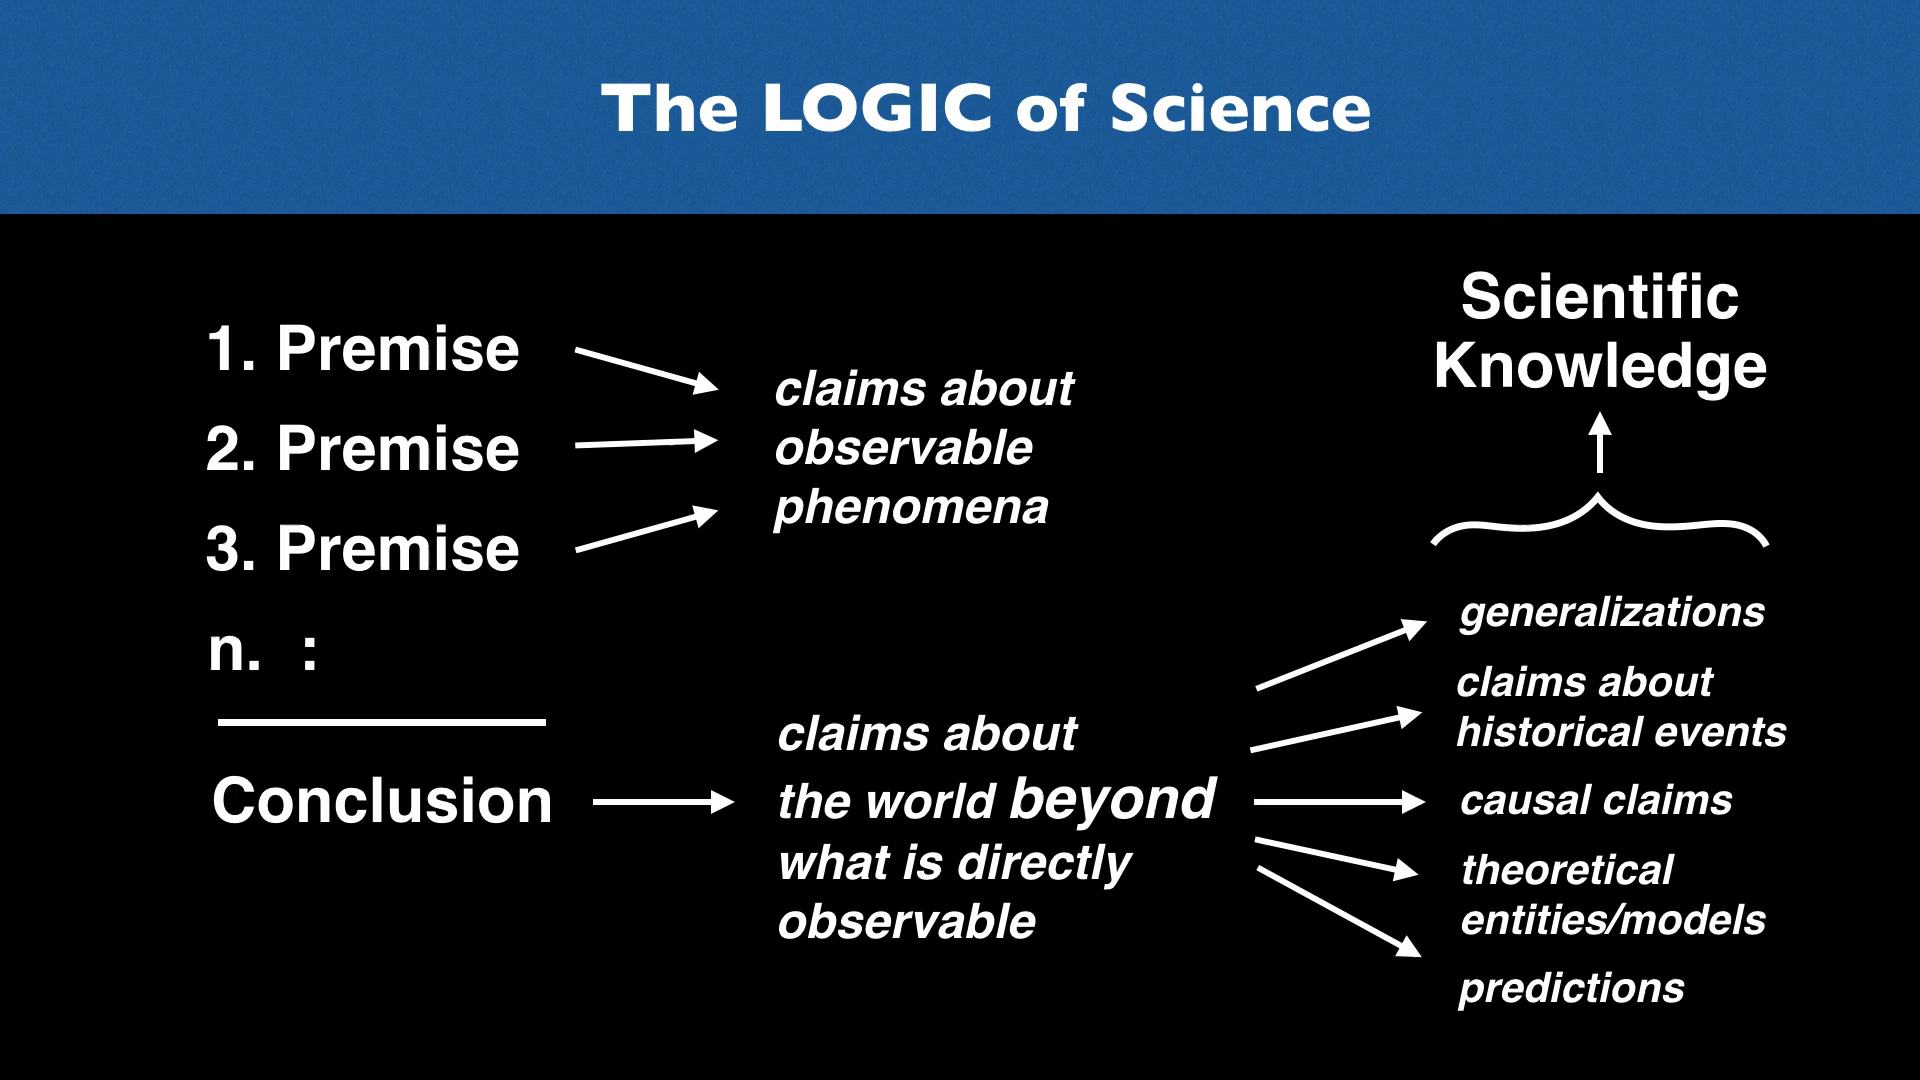 The LOGIC of Science
1. Premise
2. Premise
3. Premise
n. :
Conclusion
claims about
observable
phenomena
claims about
the world beyond
what is directly
observable
Scientific
Knowledge
generalizations
claims about
historical events
causal claims
theoretical
entities/models
predictions